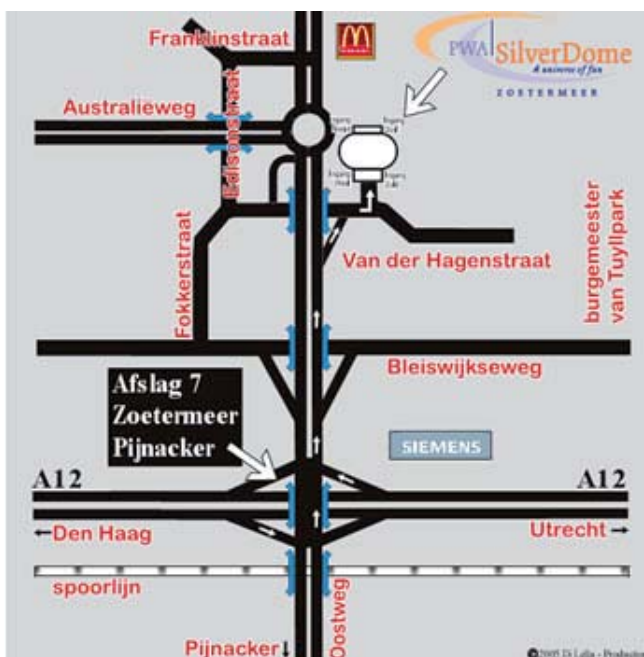 Franklinstraat
PWA SilverDome
A universe of fun
ZOETERMEER
Australieweg
Edisonstraat
Fokkerstraat
Van der Hagenstraat
burgemeester
van Tuyllpark
Bleiswijkseweg
Afslag 7
Zoetermeer
Pijnacker
SIEMENS
A12
A12
←Den Haag
Utrecht→
spoorlijn
Oostweg
Pijnacker↓